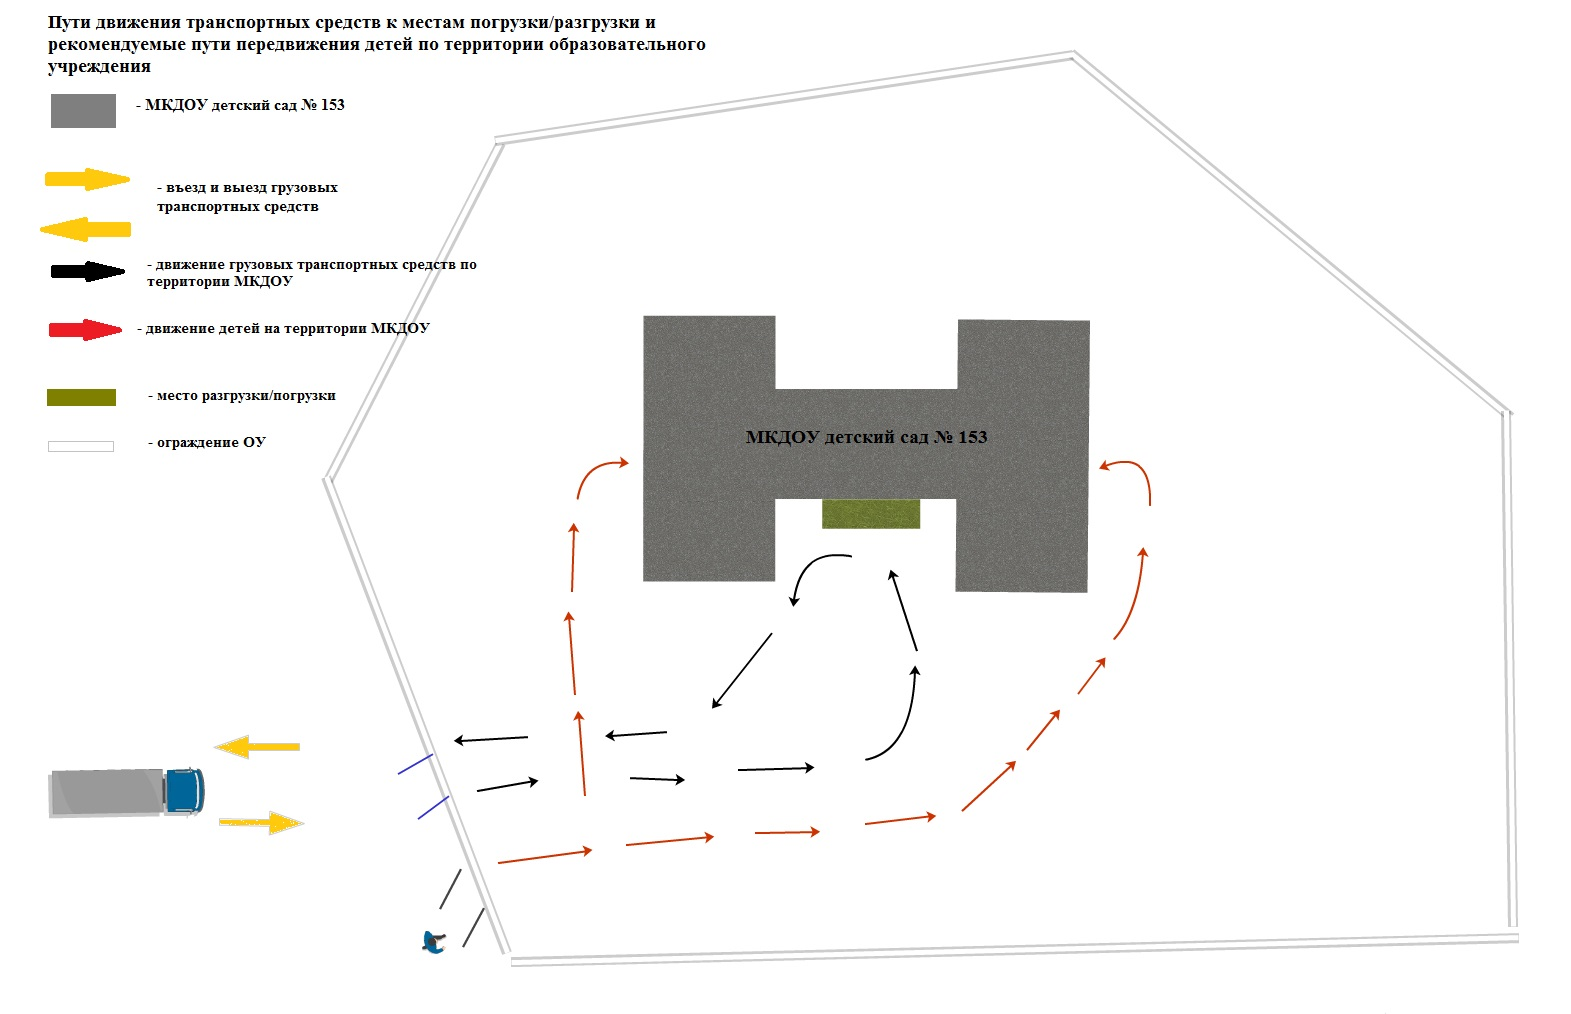 Пути движения транспортных средств к местам погрузки/разгрузки и
рекомендуемые пути передвижения детей по территории образовательного
учреждения
- МКДОУ детский сад № 153
- въезд и выезд грузовых
транспортных средств
- движение грузовых транспортных средств по
территории МКДОУ
- движение детей на территории МКДОУ
- место разгрузки/погрузки
- ограждение ОУ
МКДОУ детский сад № 153